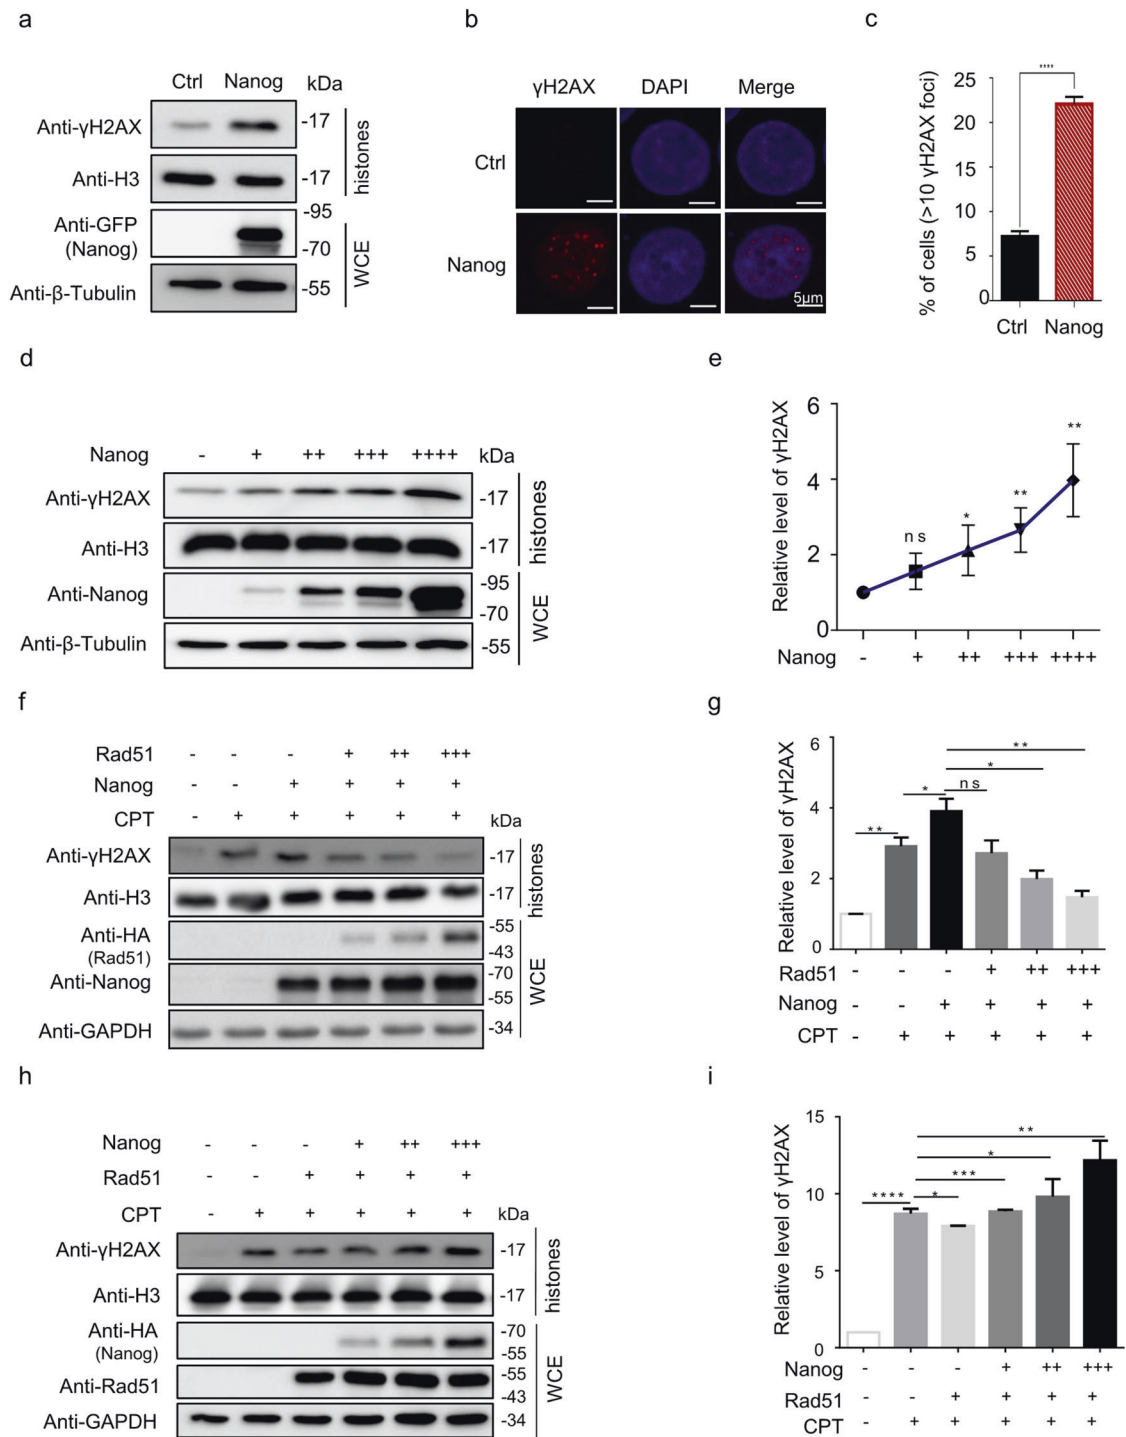 a
Ctrl Nanog kDa
Anti-γH2AX -17
Anti-H3 -17
histones
Anti-GFP -95
(Nanog) -70
Anti-β-Tubulin -55
WCE
b
γH2AX DAPI Merge
Ctrl
Nanog
5μm
c
% of cells (>10 γH2AX foci)
****
25
22
15
7
5
0
Ctrl Nanog
d
Nanog - + ++ +++ ++++ kDa
Anti-γH2AX -17
Anti-H3 -17
histones
Anti-Nanog -95
-70
Anti-β-Tubulin -55
WCE
e
Relative level of γH2AX
6
4
2
0
ns * ** **
Nanog - + ++ +++ ++++
f
Rad51 - - - + ++ +++
Nanog - - + + + +
CPT - + + + + + kDa
Anti-γH2AX -17
Anti-H3 -17
histones
Anti-HA -55
(Rad51) -43
Anti-Nanog -70
-55
Anti-GAPDH -34
WCE
g
Relative level of γH2AX
6
4
2
0
** * ns * **
Rad51 - - - + ++ +++
Nanog - - + + + +
CPT - + + + + +
h
Nanog - - - + ++ +++
Rad51 - - + + + +
CPT - + + + + + kDa
Anti-γH2AX -17
Anti-H3 -17
histones
Anti-HA -70
(Nanog) -55
Anti-Rad51 -55
-43
Anti-GAPDH -34
WCE
i
Relative level of γH2AX
15
10
5
0
**** * *** * **
Nanog - - - + ++ +++
Rad51 - - + + + +
CPT - + + + + +